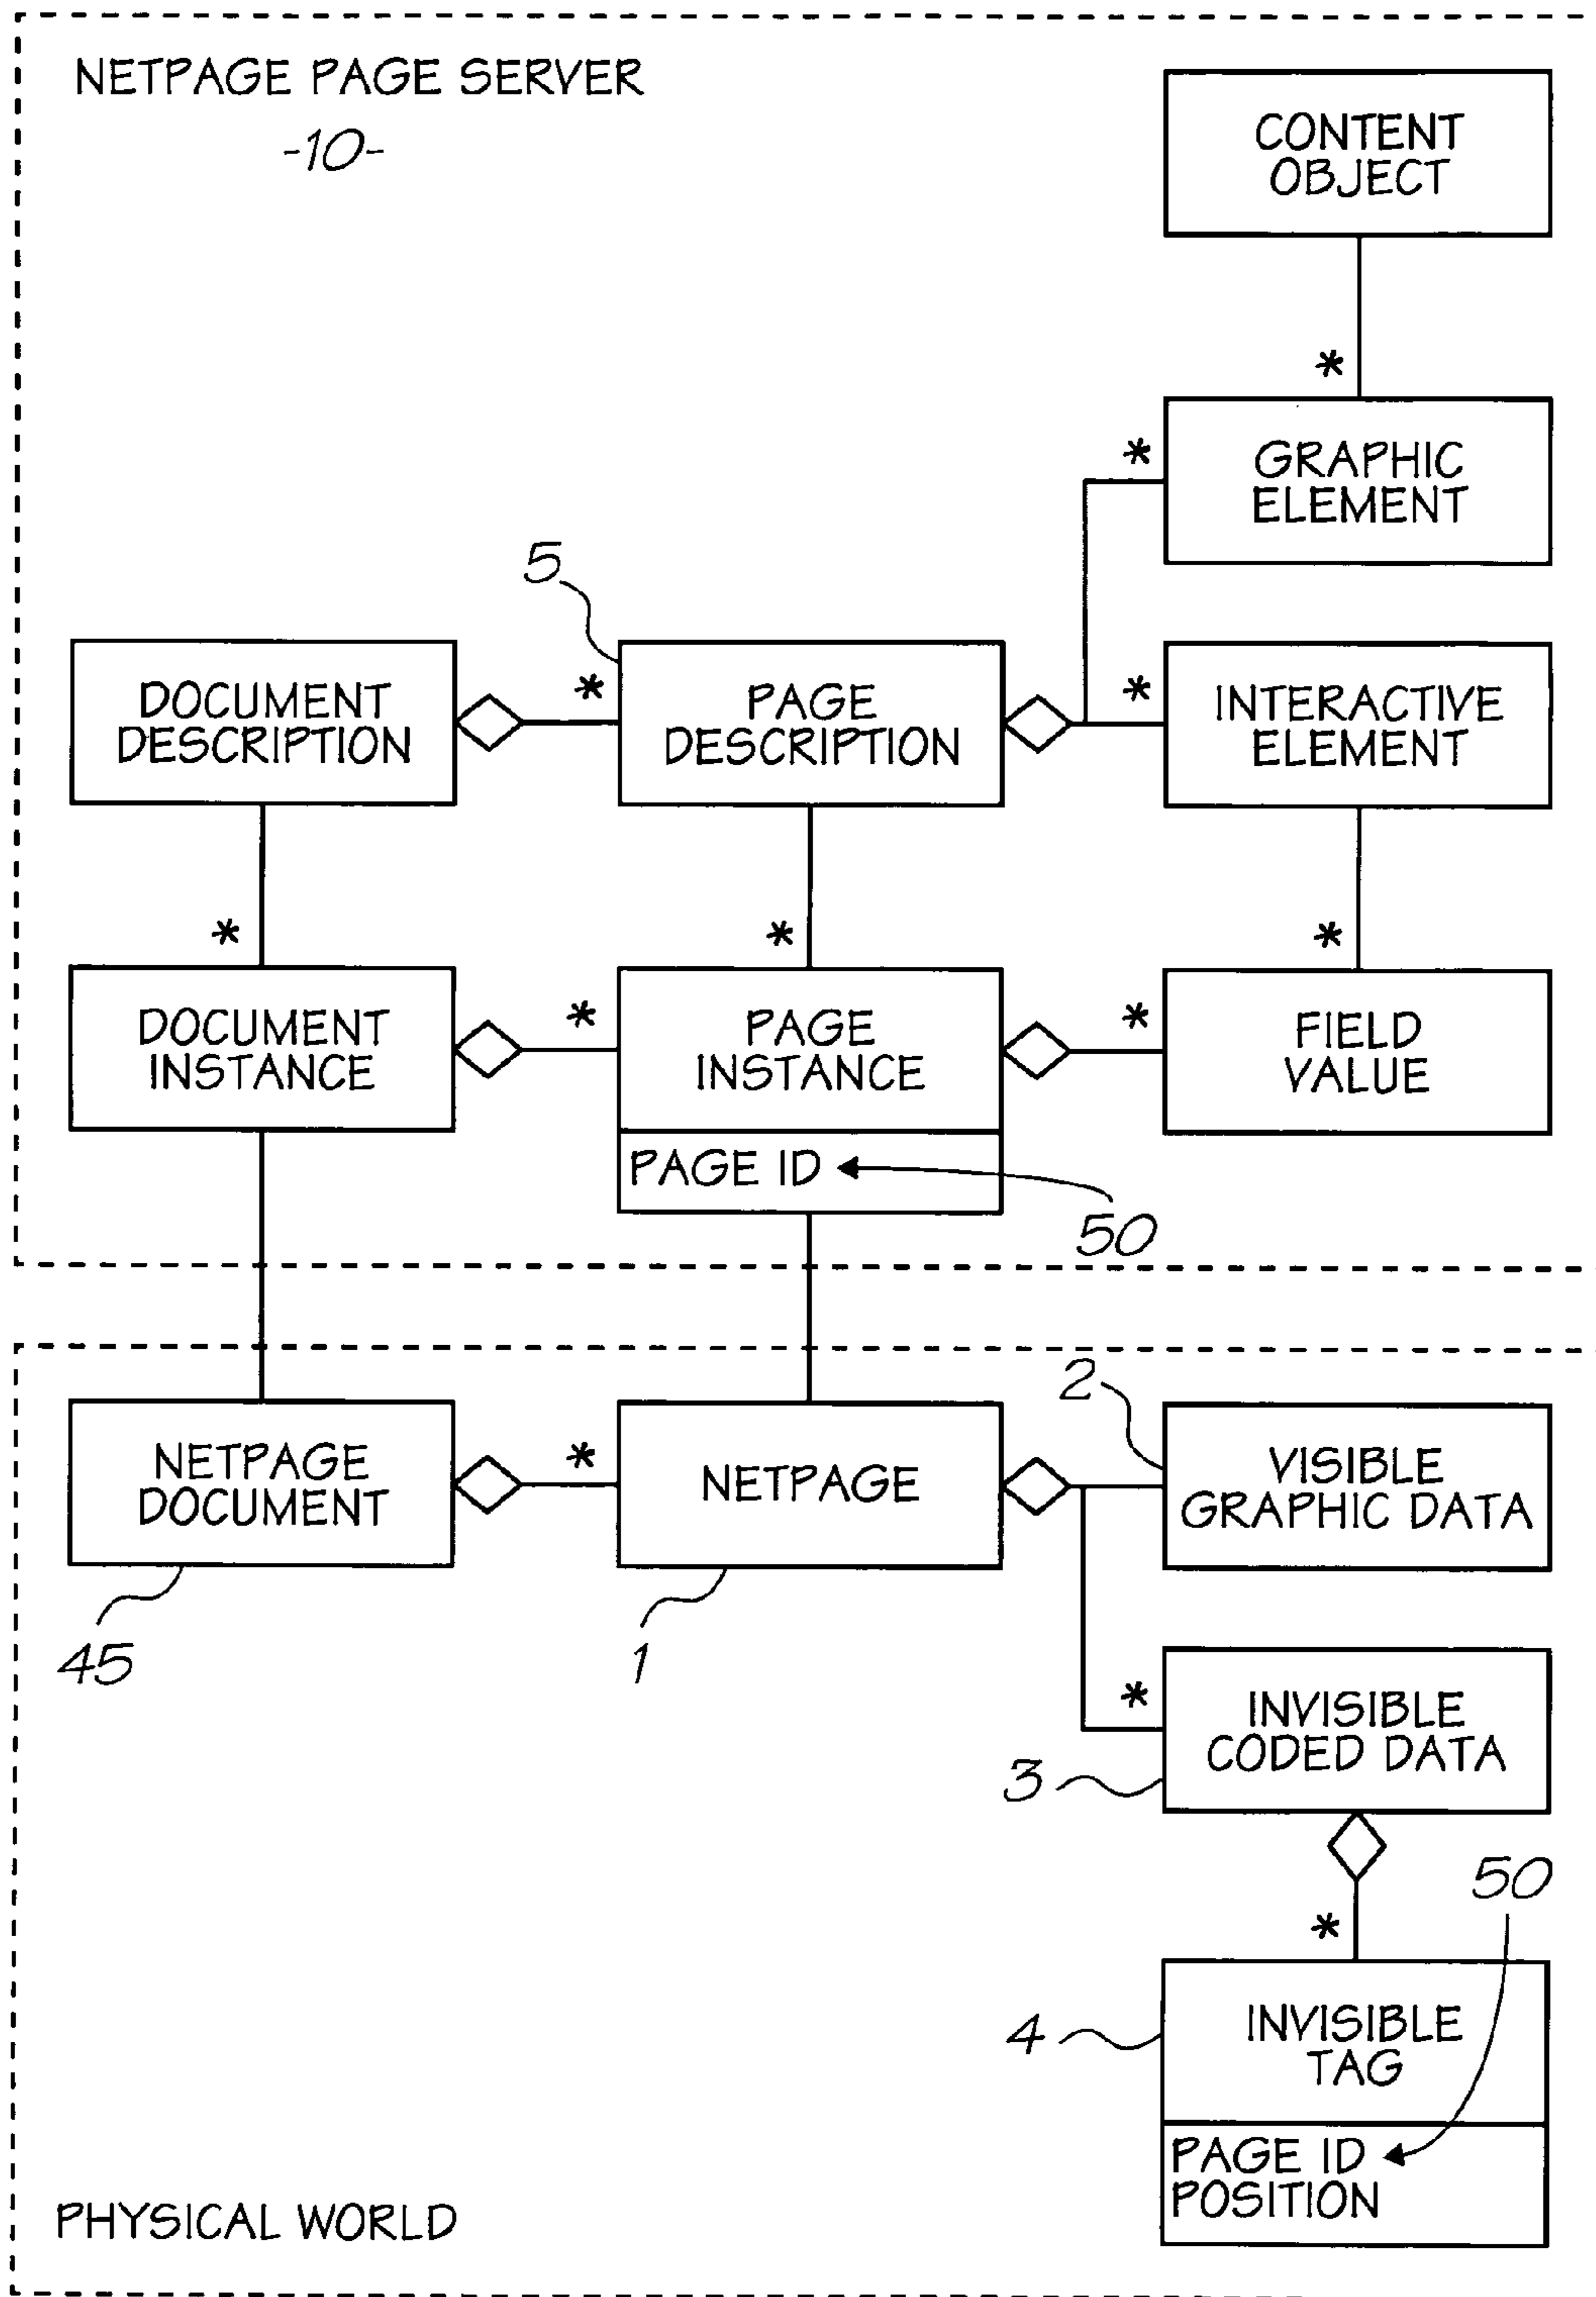 NETPAGE PAGE SERVER
-10-
CONTENT
OBJECT
*
*
GRAPHIC
ELEMENT
5
DOCUMENT
DESCRIPTION
*
PAGE
DESCRIPTION
*
INTERACTIVE
ELEMENT
*
*
*
DOCUMENT
INSTANCE
*
PAGE
INSTANCE
*
FIELD
VALUE
PAGE ID
50
2
NETPAGE
DOCUMENT
*
NETPAGE
VISIBLE
GRAPHIC DATA
45
1
*
INVISIBLE
CODED DATA
3
50
*
4
INVISIBLE
TAG
PAGE ID
POSITION
PHYSICAL WORLD